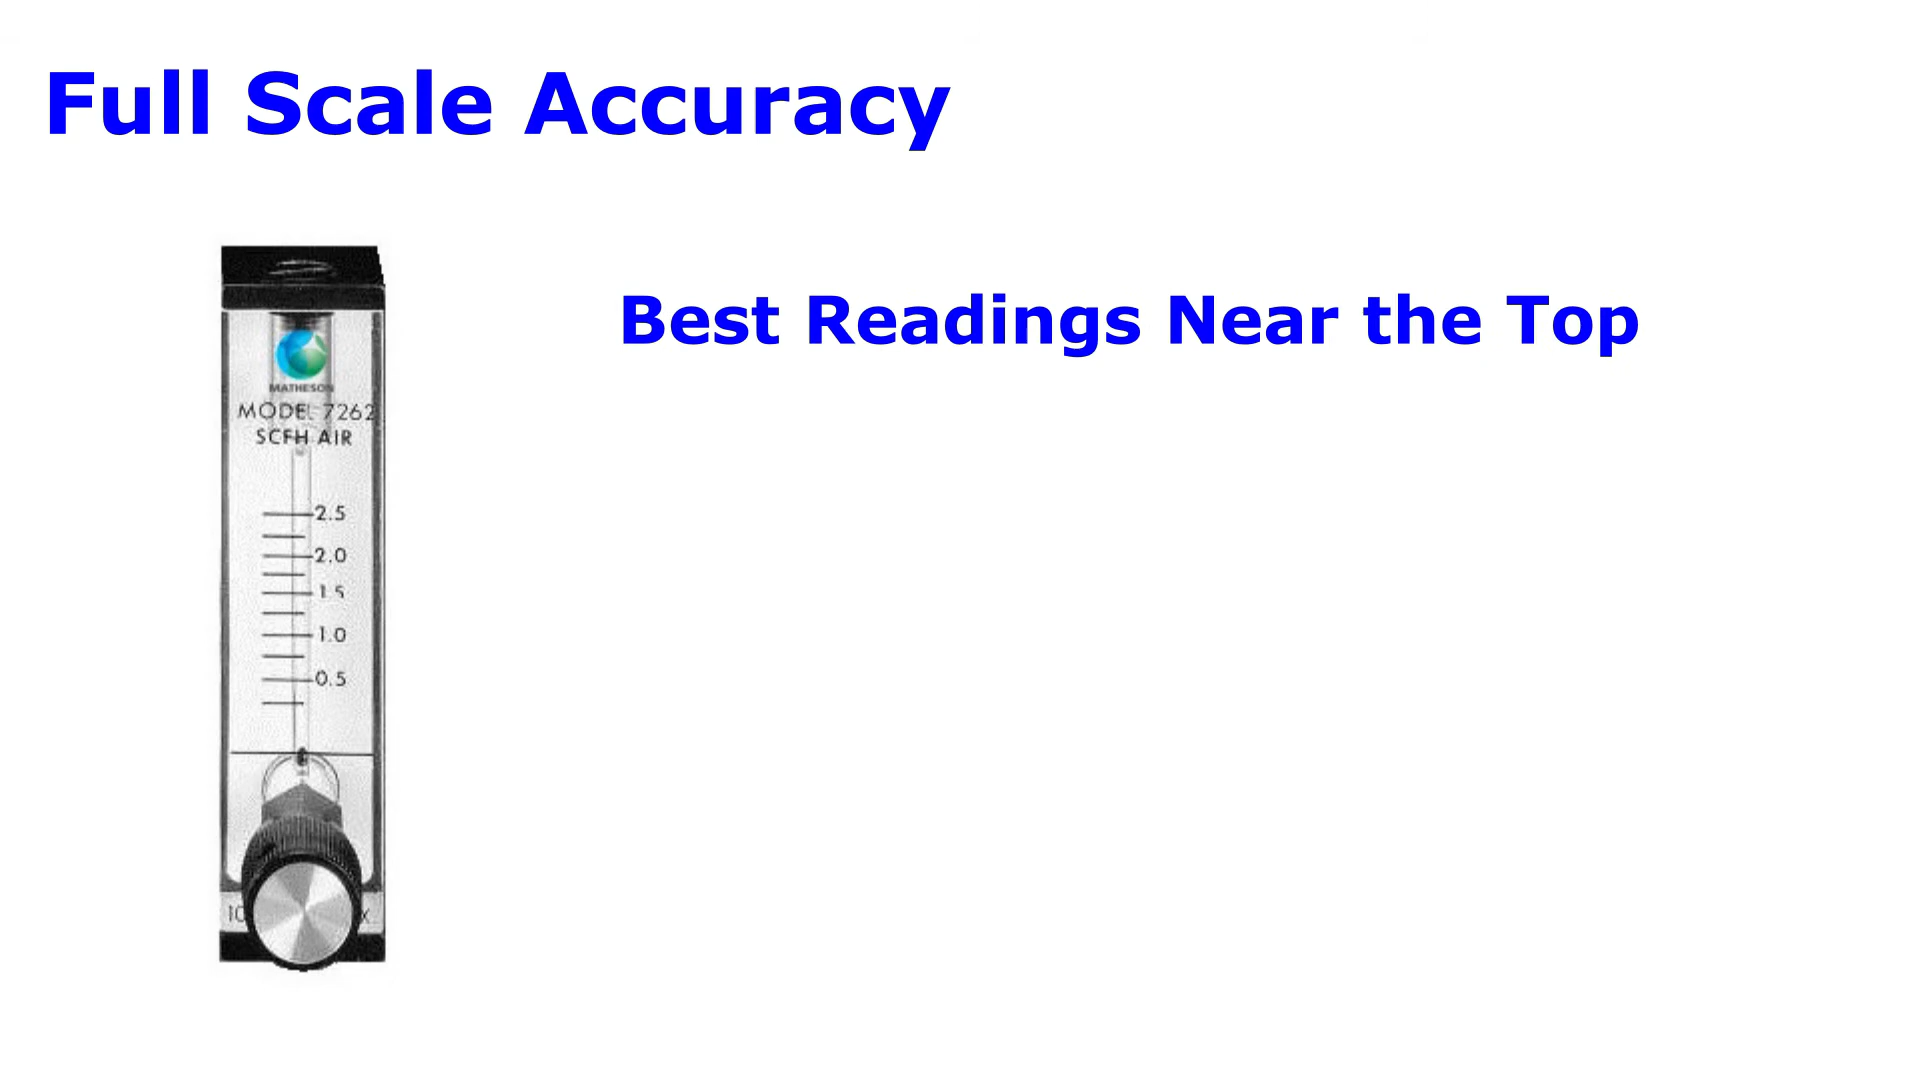 Full Scale Accuracy
Best Readings Near the Top
MATHESON
MODEL 7262
SCFH AIR
2.5
2.0
1.5
1.0
0.5
10
X